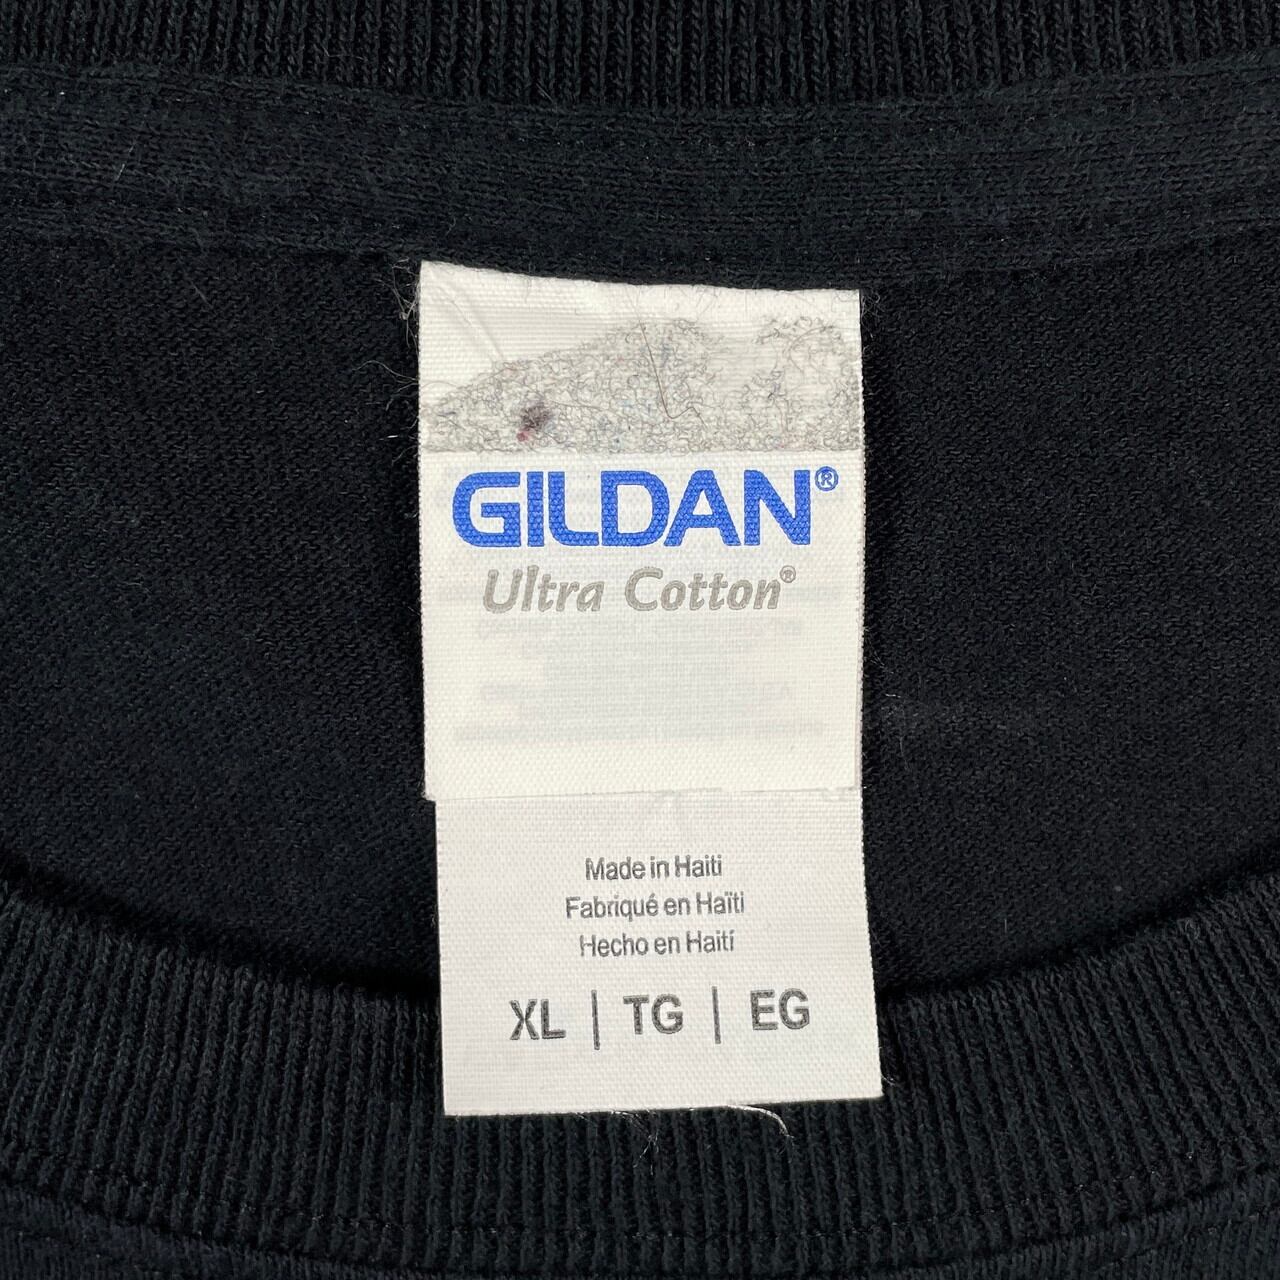 GILDAN®
Ultra Cotton®
Made in Haiti
Fabriqué en Haïti
Hecho en Haití
XL | TG | EG